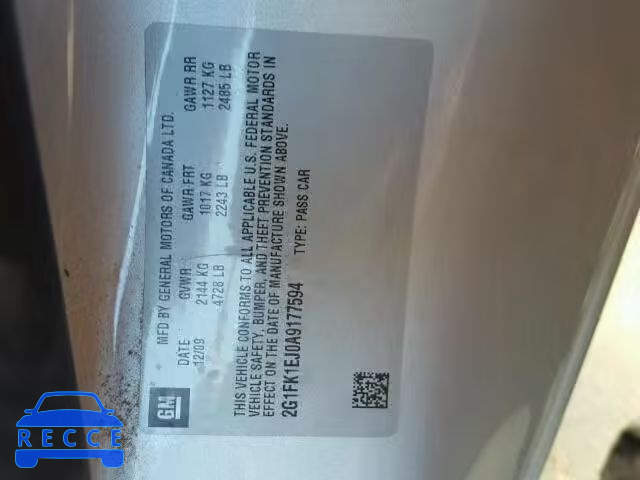 MFD BY GENERAL MOTORS OF CANADA LTD.
DATE GVWR GAWR FRT GAWR RR
12/09 2144 KG 1017 KG 1127 KG
4728 LB 2243 LB 2485 LB
THIS VEHICLE CONFORMS TO ALL APPLICABLE U.S. FEDERAL MOTOR
VEHICLE SAFETY, BUMPER, AND THEFT PREVENTION STANDARDS IN
EFFECT ON THE DATE OF MANUFACTURE SHOWN ABOVE.
2G1FK1EJ0A9177594 TYPE: PASS CAR
GM
RECCE